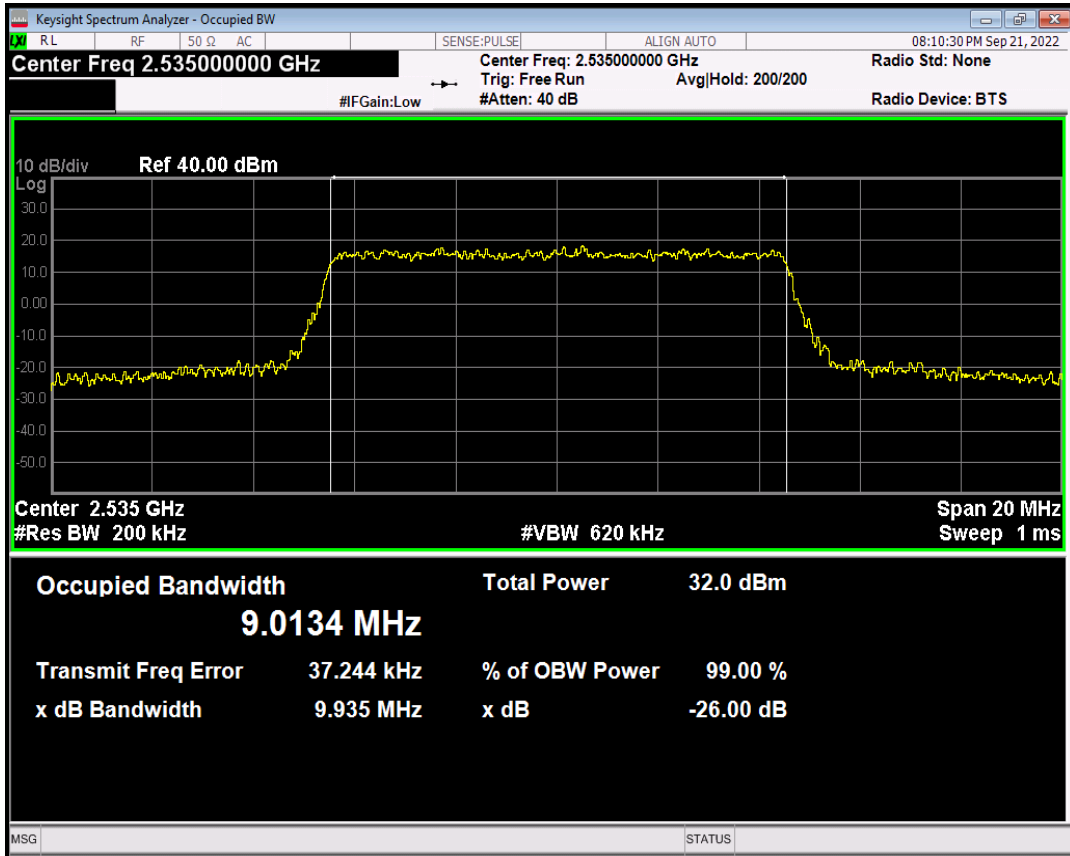 Keysight Spectrum Analyzer - Occupied BW
LXI RL RF 50 Ω AC SENSE:PULSE ALIGN AUTO 08:10:30 PM Sep 21, 2022
Center Freq 2.535000000 GHz Center Freq: 2.535000000 GHz Radio Std: None
Trig: Free Run Avg|Hold: 200/200
#IFGain:Low #Atten: 40 dB Radio Device: BTS
10 dB/div Ref 40.00 dBm
Log
30.0
20.0
10.0
0.00
-10.0
-20.0
-30.0
-40.0
-50.0
Center 2.535 GHz Span 20 MHz
#Res BW 200 kHz #VBW 620 kHz Sweep 1 ms
Occupied Bandwidth Total Power 32.0 dBm
9.0134 MHz
Transmit Freq Error 37.244 kHz % of OBW Power 99.00 %
x dB Bandwidth 9.935 MHz x dB -26.00 dB
MSG STATUS